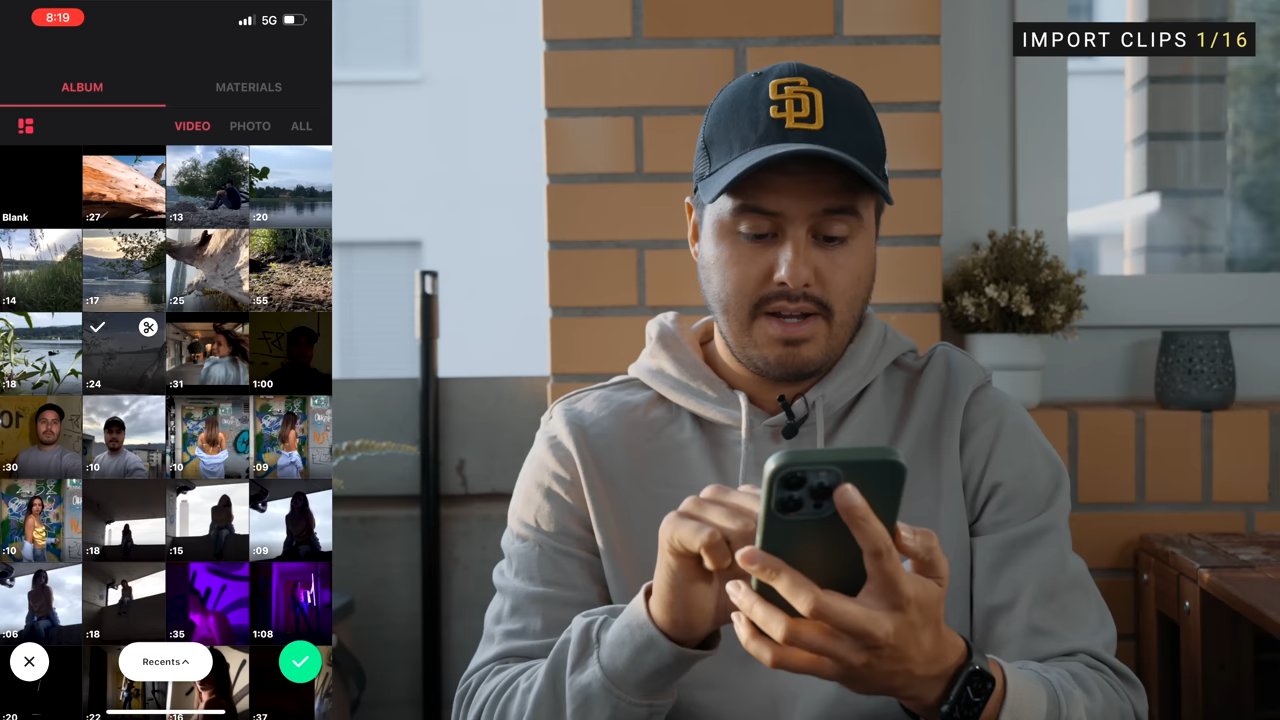 8:19
5G
IMPORT CLIPS 1/16
ALBUM
MATERIALS
VIDEO
PHOTO
ALL
Blank
:27
:13
:20
:14
:17
:25
:55
:18
:24
:31
1:00
:30
:10
:10
:09
:10
:18
:15
:09
:06
:18
:35
1:08
Recents
:20
:22
:16
:37
SD